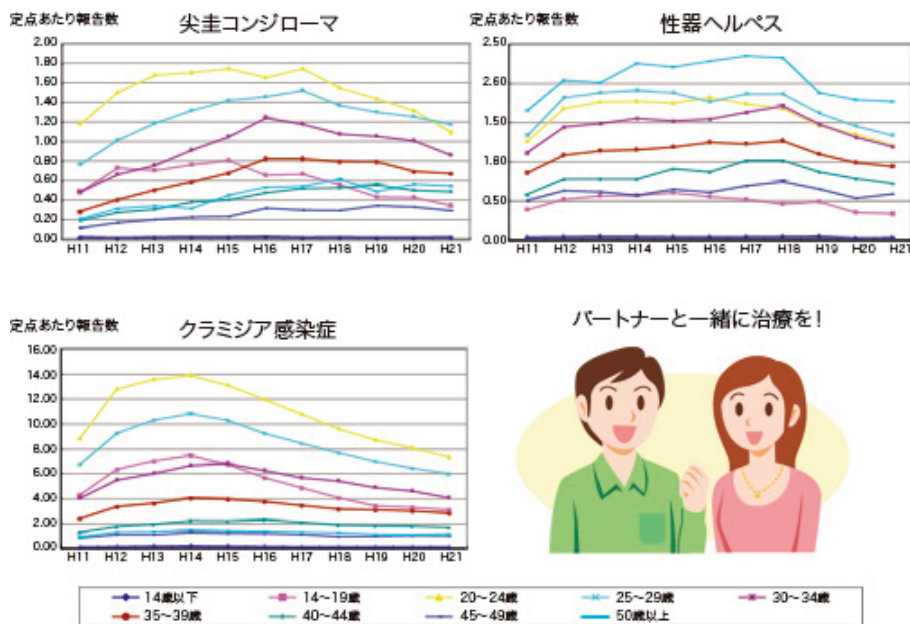 定点あたり報告数
尖圭コンジローマ
2.00
1.80
1.60
1.40
1.20
1.00
0.80
0.60
0.40
0.20
0.00
H11 H12 H13 H14 H15 H16 H17 H18 H19 H20 H21
定点あたり報告数
性器ヘルペス
2.50
2.60
1.50
1.80
0.50
0.00
H11 H12 H13 H14 H15 H16 H17 H18 H19 H20 H21
定点あたり報告数
クラミジア感染症
16.00
14.00
12.00
10.00
8.00
6.00
4.00
2.00
0.00
H11 H12 H13 H14 H15 H16 H17 H18 H19 H20 H21
パートナーと一緒に治療を!
14歳以下 14〜19歳 20〜24歳 25〜29歳 30〜34歳
35〜39歳 40〜44歳 45〜49歳 50歳以上